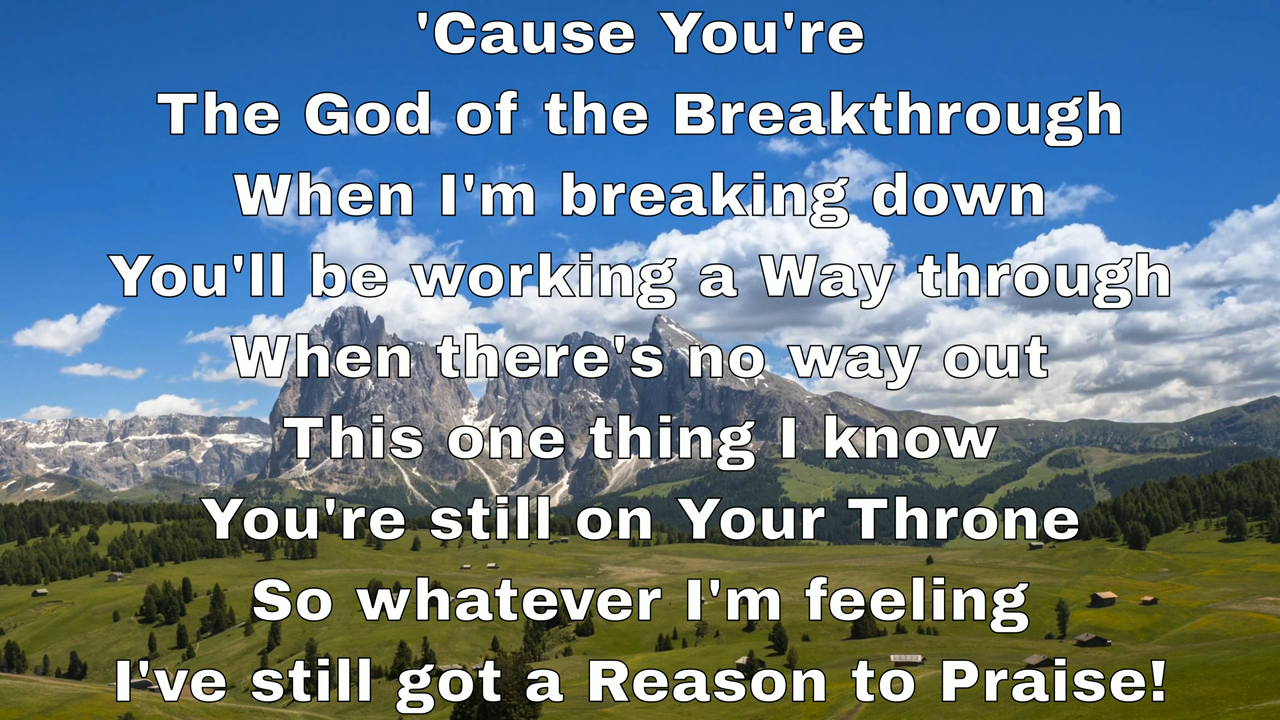 'Cause You're
The God of the Breakthrough
When I'm breaking down
You'll be working a Way through
When there's no way out
This one thing I know
You're still on Your Throne
So whatever I'm feeling
I've still got a Reason to Praise!